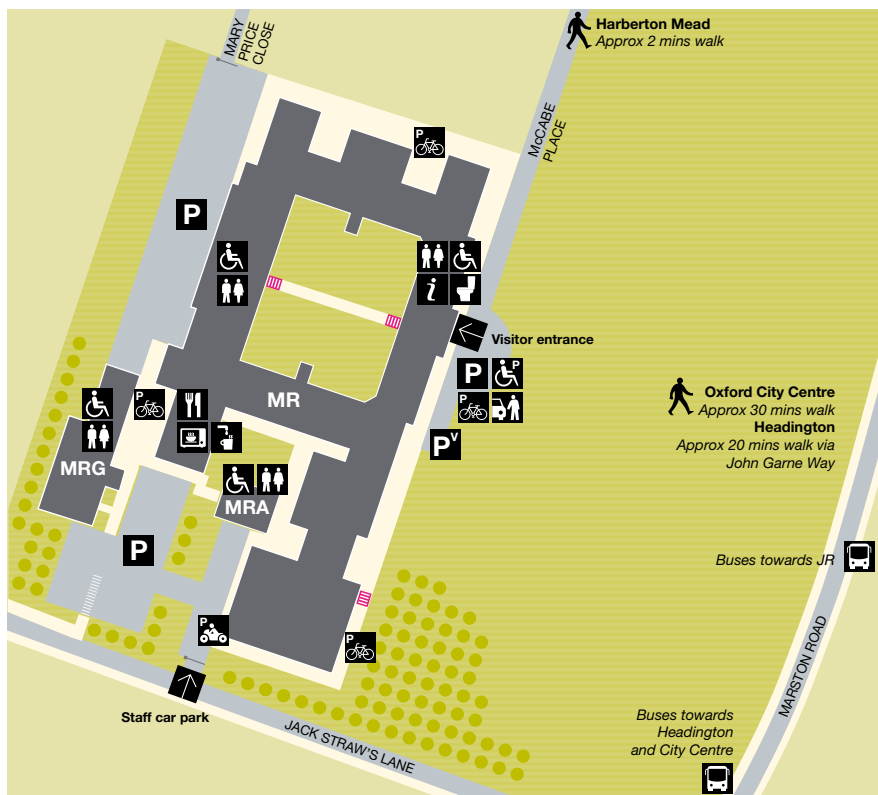 MARY
PRICE
CLOSE
Harberton Mead
Approx 2 mins walk
McCABE
PLACE
P
P
i
Visitor entrance
P
P
P
MR
P
P
Oxford City Centre
Approx 30 mins walk
Headington
Approx 20 mins walk via
John Garne Way
PV
MRG
MRA
P
Buses towards JR
P
P
MARSTON ROAD
Staff car park
JACK STRAW'S LANE
Buses towards
Headington
and City Centre